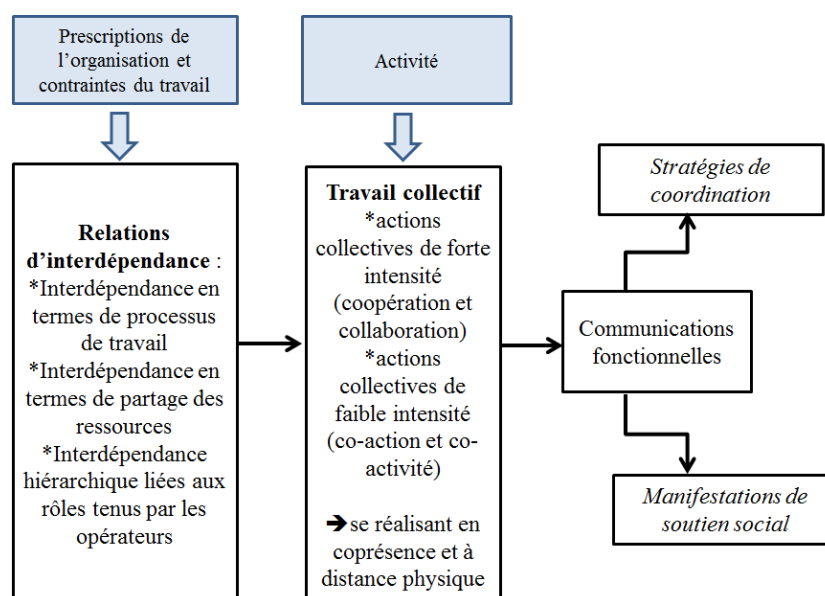 Prescriptions de
l'organisation et
contraintes du travail
Activité
Relations
d'interdépendance :
*Interdépendance en
termes de processus
de travail
*Interdépendance en
termes de partage des
ressources
*Interdépendance
hiérarchique liées aux
rôles tenus par les
opérateurs
Travail collectif
*actions
collectives de forte
intensité
(coopération et
collaboration)
*actions
collectives de
faible intensité
(co-action et co-
activité)
➔ se réalisant en
coprésence et à
distance physique
Communications
fonctionnelles
Stratégies de
coordination
Manifestations de
soutien social